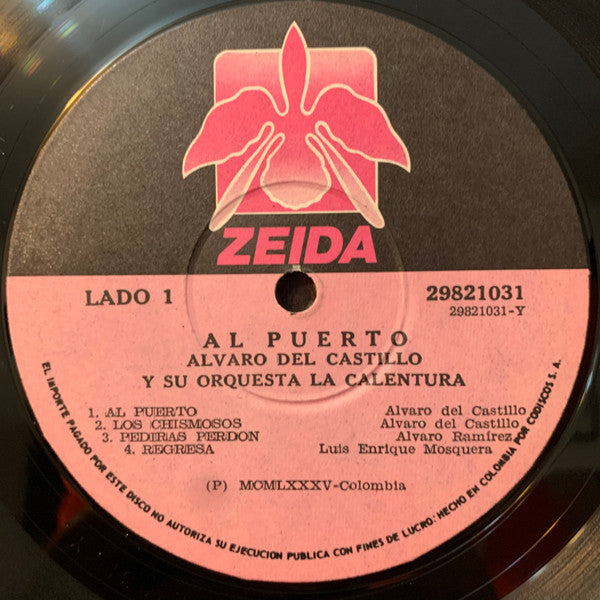 ZEIDA
LADO 1
29821031
29821031-Y
AL PUERTO
ALVARO DEL CASTILLO
Y SU ORQUESTA LA CALENTURA
1. AL PUERTO Alvaro del Castillo
2. LOS CHISMOSOS Alvaro del Castillo
3. PEDIRAS PERDON Alvaro Ramírez
4. REGRESA Luis Enrique Mosquera
(P) MCMLXXXV-Colombia
EL IMPORTE PAGADO POR ESTE DISCO NO AUTORIZA SU EJECUCION PUBLICA CON FINES DE LUCRO: HECHO EN COLOMBIA POR CODISCOS S. A.